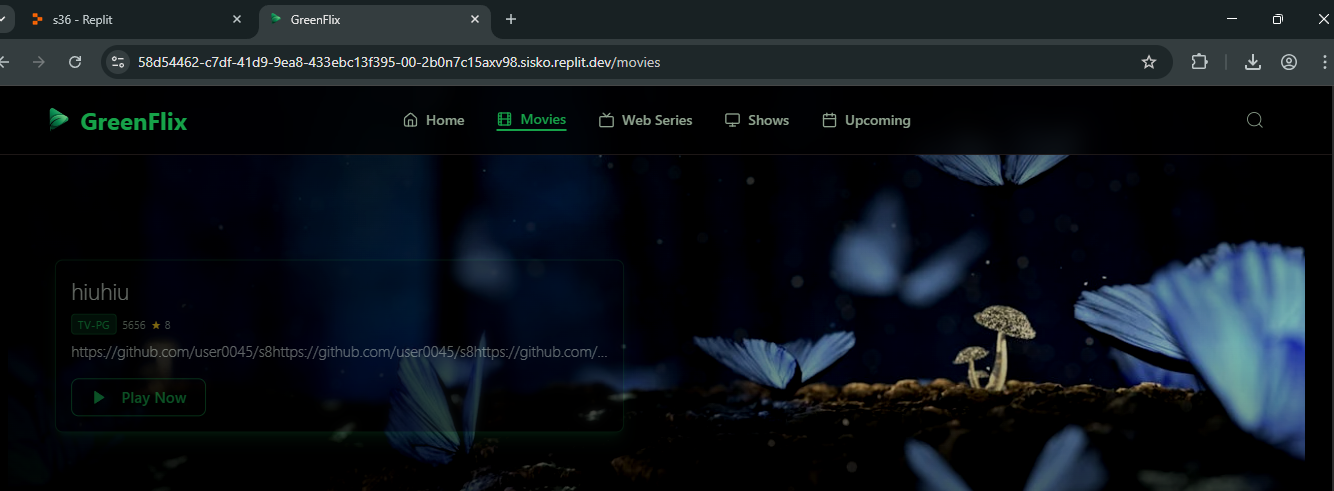 s36 - Replit
GreenFlix
58d54462-c7df-41d9-9ea8-433ebc13f395-00-2b0n7c15axv98.sisko.replit.dev/movies
GreenFlix
Home
Movies
Web Series
Shows
Upcoming
hiuhiu
TV-PG 5656 ★ 8
https://github.com/user0045/s8https://github.com/user0045/s8https://github.com/...
Play Now